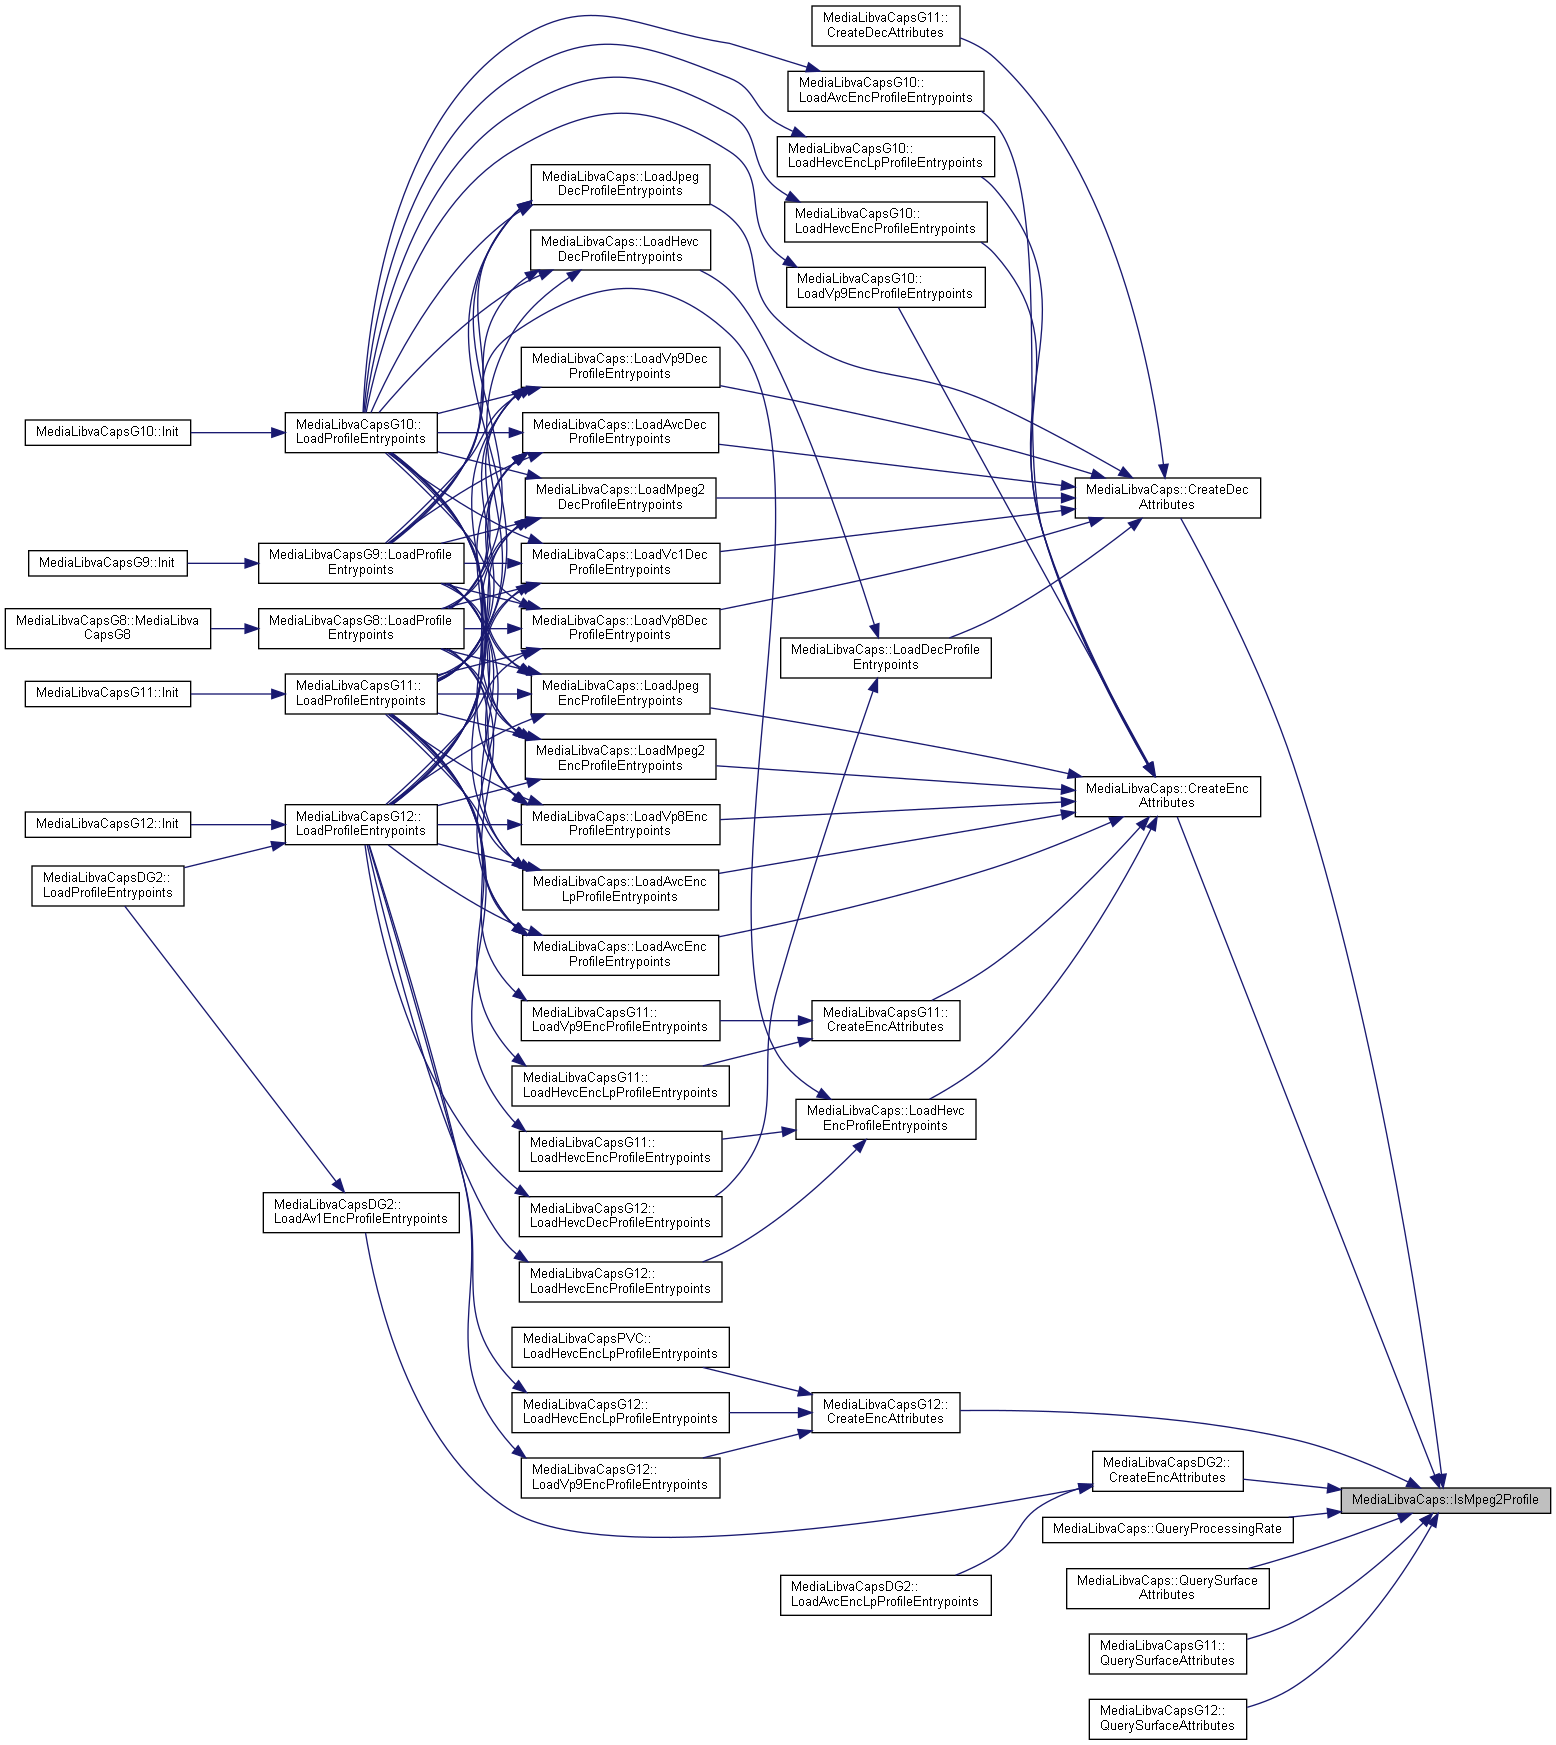 MediaLibvaCapsG11::
CreateDecAttributes
MediaLibvaCapsG10::
LoadAvcEncProfileEntrypoints
MediaLibvaCapsG10::
LoadHevcEncLpProfileEntrypoints
MediaLibvaCaps::LoadJpeg
DecProfileEntrypoints
MediaLibvaCapsG10::
LoadHevcEncProfileEntrypoints
MediaLibvaCaps::LoadHevc
DecProfileEntrypoints
MediaLibvaCapsG10::
LoadVp9EncProfileEntrypoints
MediaLibvaCaps::LoadVp9Dec
ProfileEntrypoints
MediaLibvaCapsG10::Init
MediaLibvaCapsG10::
LoadProfileEntrypoints
MediaLibvaCaps::LoadAvcDec
ProfileEntrypoints
MediaLibvaCaps::LoadMpeg2
DecProfileEntrypoints
MediaLibvaCaps::CreateDec
Attributes
MediaLibvaCapsG9::Init
MediaLibvaCapsG9::LoadProfile
Entrypoints
MediaLibvaCaps::LoadVc1Dec
ProfileEntrypoints
MediaLibvaCapsG8::MediaLibva
CapsG8
MediaLibvaCapsG8::LoadProfile
Entrypoints
MediaLibvaCaps::LoadVp8Dec
ProfileEntrypoints
MediaLibvaCaps::LoadDecProfile
Entrypoints
MediaLibvaCapsG11::Init
MediaLibvaCapsG11::
LoadProfileEntrypoints
MediaLibvaCaps::LoadJpeg
EncProfileEntrypoints
MediaLibvaCaps::LoadMpeg2
EncProfileEntrypoints
MediaLibvaCaps::CreateEnc
Attributes
MediaLibvaCapsG12::Init
MediaLibvaCapsG12::
LoadProfileEntrypoints
MediaLibvaCaps::LoadVp8Enc
ProfileEntrypoints
MediaLibvaCapsDG2::
LoadProfileEntrypoints
MediaLibvaCaps::LoadAvcEnc
LpProfileEntrypoints
MediaLibvaCaps::LoadAvcEnc
ProfileEntrypoints
MediaLibvaCapsG11::
LoadVp9EncProfileEntrypoints
MediaLibvaCapsG11::
CreateEncAttributes
MediaLibvaCapsG11::
LoadHevcEncLpProfileEntrypoints
MediaLibvaCaps::LoadHevc
EncProfileEntrypoints
MediaLibvaCapsG11::
LoadHevcEncProfileEntrypoints
MediaLibvaCapsDG2::
LoadAv1EncProfileEntrypoints
MediaLibvaCapsG12::
LoadHevcDecProfileEntrypoints
MediaLibvaCapsG12::
LoadHevcEncProfileEntrypoints
MediaLibvaCapsPVC::
LoadHevcEncLpProfileEntrypoints
MediaLibvaCapsG12::
LoadHevcEncLpProfileEntrypoints
MediaLibvaCapsG12::
CreateEncAttributes
MediaLibvaCapsG12::
LoadVp9EncProfileEntrypoints
MediaLibvaCapsDG2::
CreateEncAttributes
MediaLibvaCaps::IsMpeg2Profile
MediaLibvaCaps::QueryProcessingRate
MediaLibvaCapsDG2::
LoadAvcEncLpProfileEntrypoints
MediaLibvaCaps::QuerySurface
Attributes
MediaLibvaCapsG11::
QuerySurfaceAttributes
MediaLibvaCapsG12::
QuerySurfaceAttributes